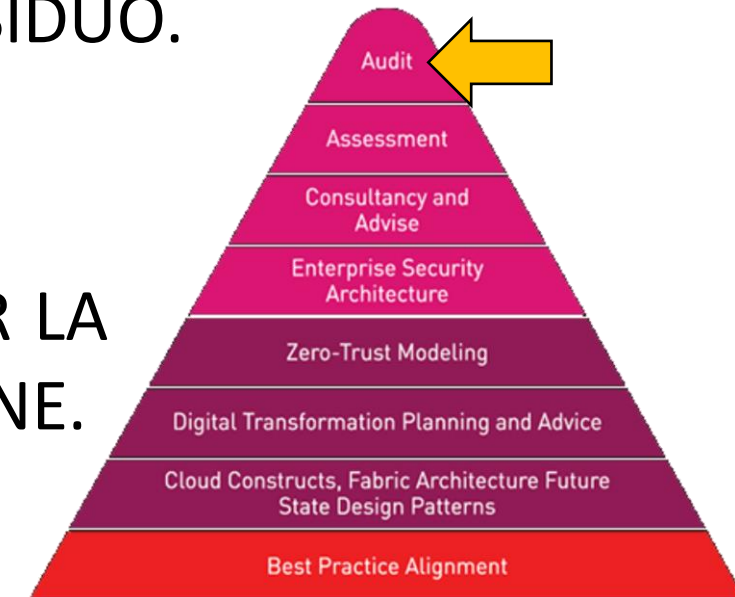 SIDUO.
Audit
Assessment
Consultancy and
Advise
Enterprise Security
Architecture
R LA
Zero-Trust Modeling
NE.
Digital Transformation Planning and Advice
Cloud Constructs, Fabric Architecture Future
State Design Patterns
Best Practice Alignment